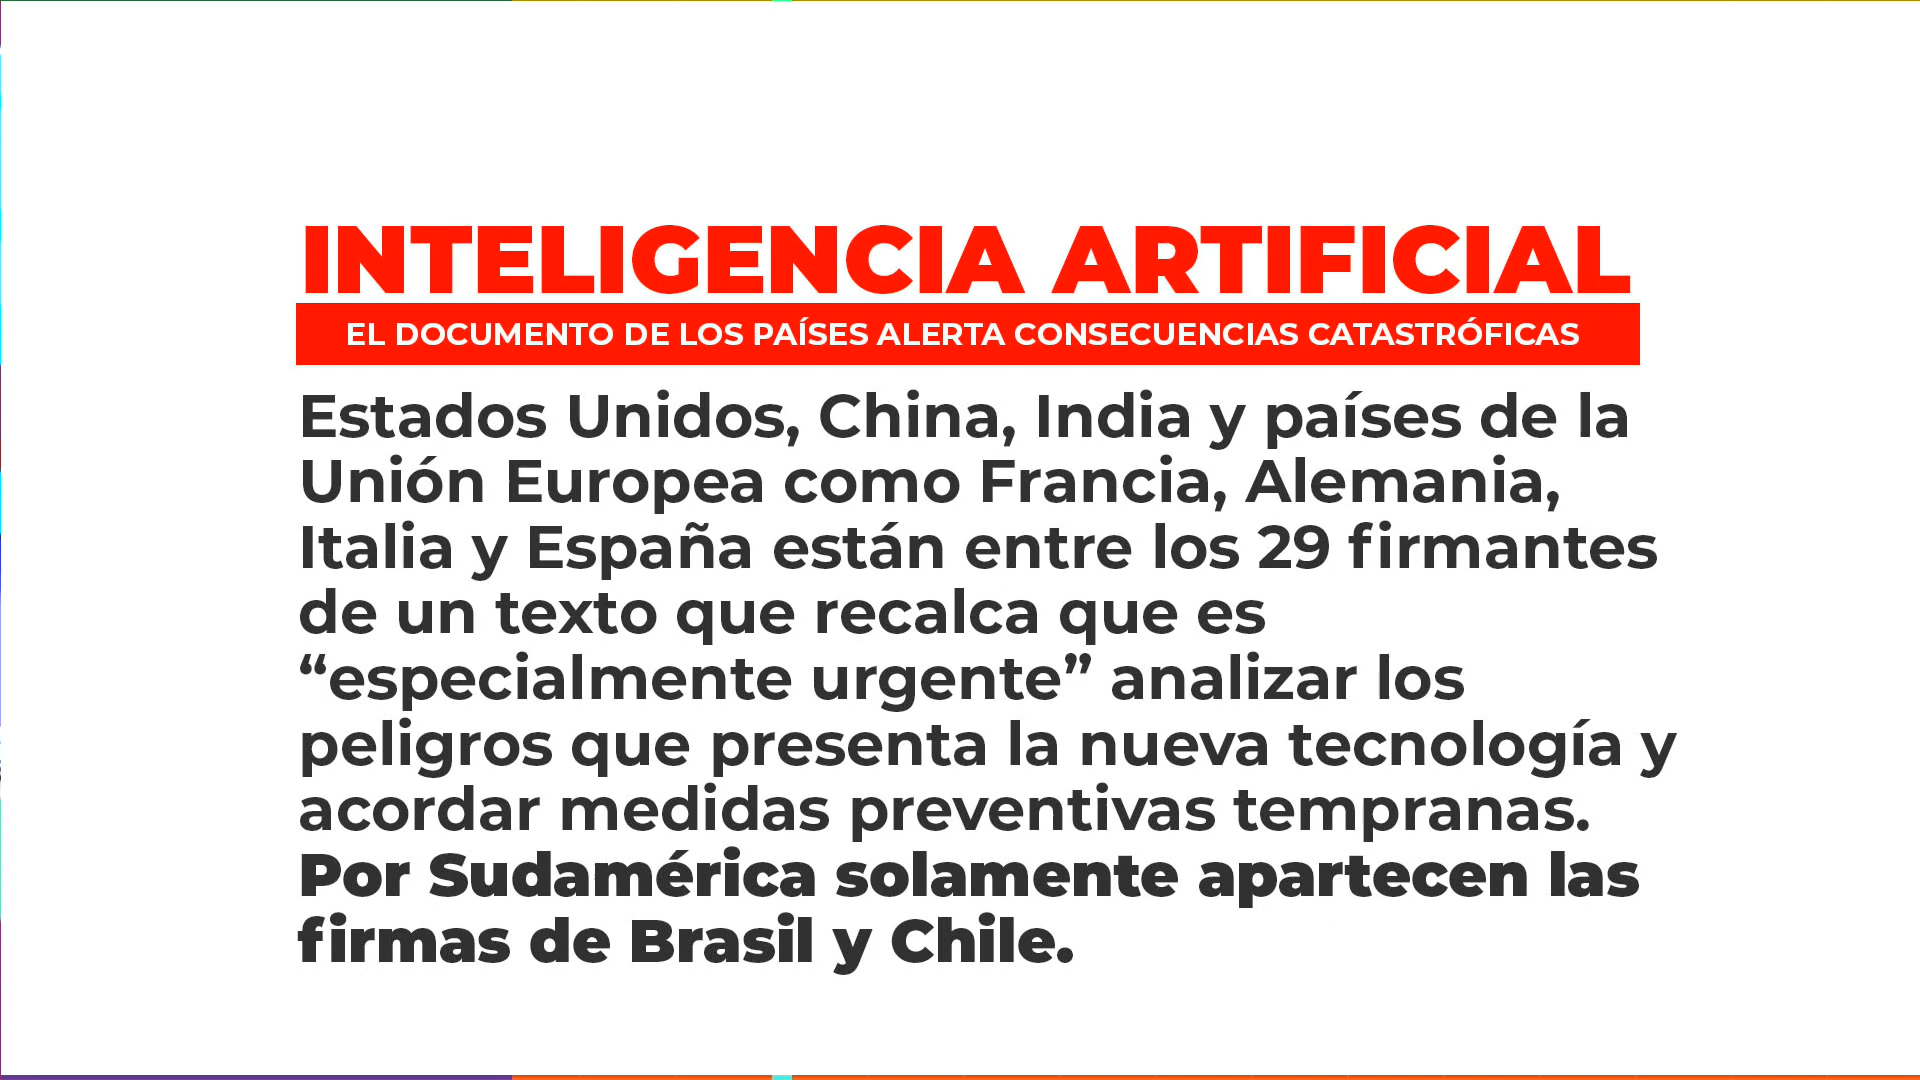 INTELIGENCIA ARTIFICIAL
EL DOCUMENTO DE LOS PAÍSES ALERTA CONSECUENCIAS CATASTRÓFICAS
Estados Unidos, China, India y países de la
Unión Europea como Francia, Alemania,
Italia y España están entre los 29 firmantes
de un texto que recalca que es
“especialmente urgente” analizar los
peligros que presenta la nueva tecnología y
acordar medidas preventivas tempranas.
Por Sudamérica solamente apartecen las
firmas de Brasil y Chile.